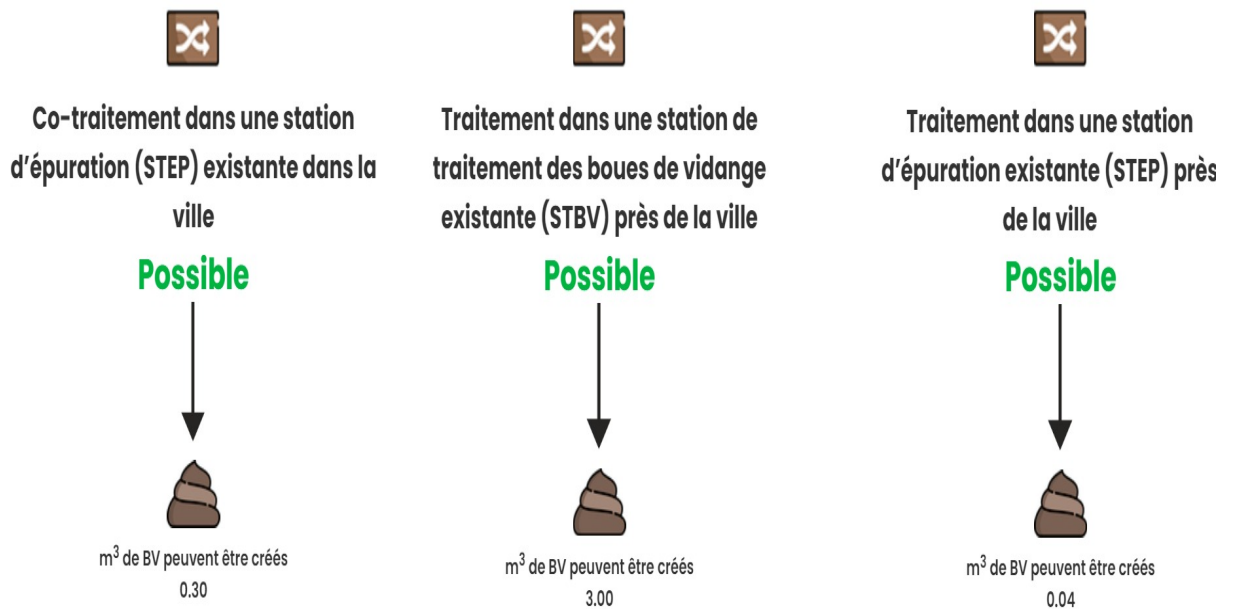 Co-traitement dans une station
d'épuration (STEP) existante dans la
ville
Possible
m³ de BV peuvent être créés
0.30
Traitement dans une station de
traitement des boues de vidange
existante (STBV) près de la ville
Possible
m³ de BV peuvent être créés
3.00
Traitement dans une station
d'épuration existante (STEP) près
de la ville
Possible
m³ de BV peuvent être créés
0.04